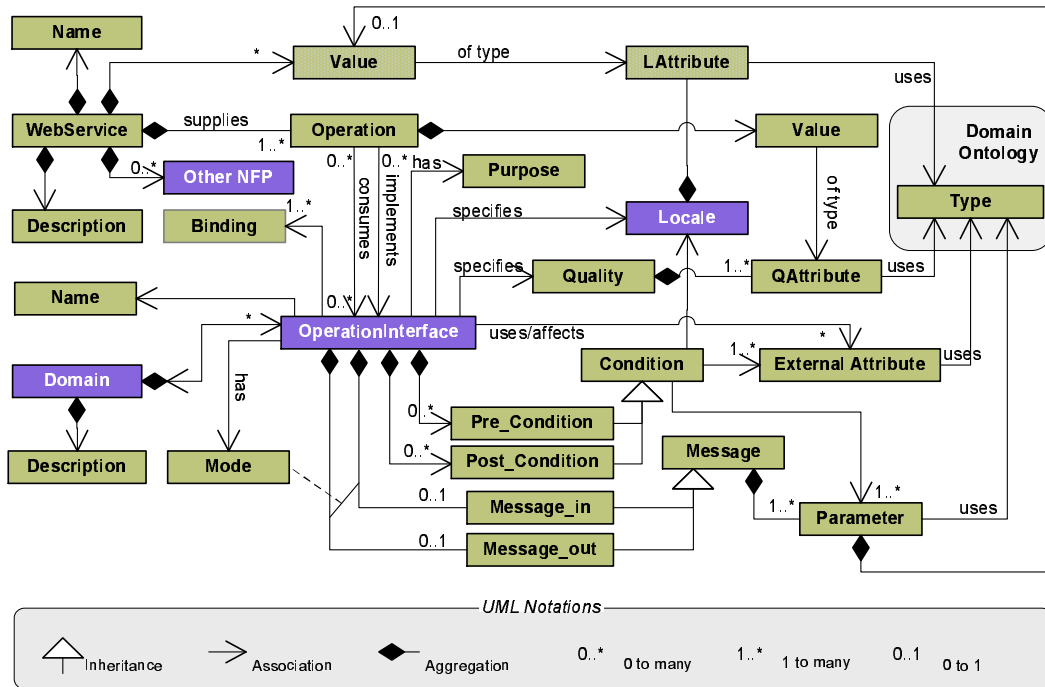 Name
0..1
*
Value
of type
LAttribute
uses
WebService
supplies
1..*
Operation
Value
Domain
Ontology
0..*
Other NFP
0..*
consumes
0..*
implements
has
Purpose
of type
Type
Description
Binding
1..*
specifies
Locale
specifies
Quality
1..*
QAttribute
uses
Name
*
0..*
OperationInterface
uses/affects
*
Domain
has
Condition
1..*
External Attribute
uses
0..*
Pre_Condition
Description
Mode
0..*
Post_Condition
Message
0..1
Message_in
1..*
1..*
Parameter
uses
0..1
Message_out
UML Notations
Inheritance
Association
Aggregation
0..*
0 to many
1..*
1 to many
0..1
0 to 1